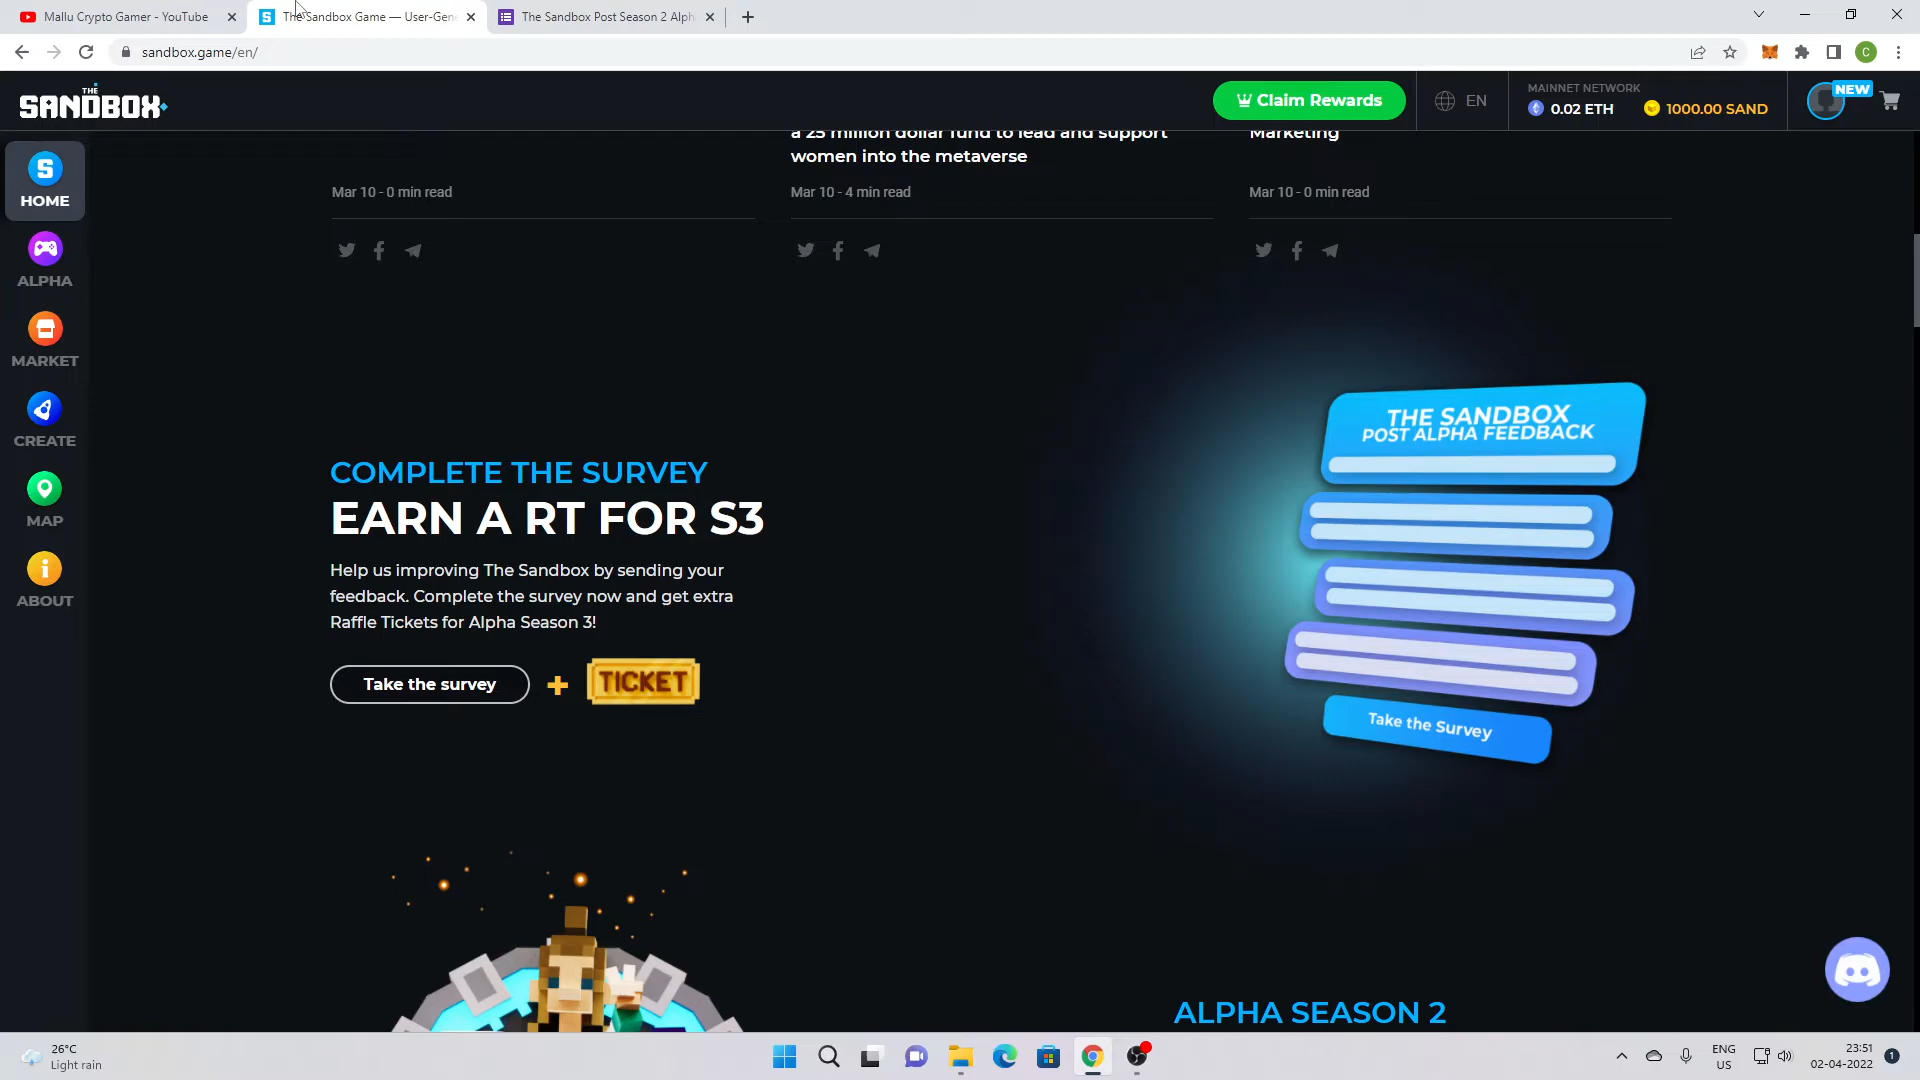 Mallu Crypto Gamer - YouTube
The Sandbox Game — User-Gene
The Sandbox Post Season 2 Alph
sandbox.game/en/
C
THE
SANDBOX
Claim Rewards
EN
MAINNET NETWORK
0.02 ETH
1000.00 SAND
NEW
S
HOME
ALPHA
MARKET
CREATE
MAP
ABOUT
a 25 million dollar fund to lead and support
women into the metaverse
Marketing
Mar 10 - 0 min read
Mar 10 - 4 min read
Mar 10 - 0 min read
COMPLETE THE SURVEY
EARN A RT FOR S3
Help us improving The Sandbox by sending your
feedback. Complete the survey now and get extra
Raffle Tickets for Alpha Season 3!
Take the survey
+
TICKET
THE SANDBOX
POST ALPHA FEEDBACK
Take the Survey
ALPHA SEASON 2
26°C
Light rain
ENG
US
23:51
02-04-2022
1